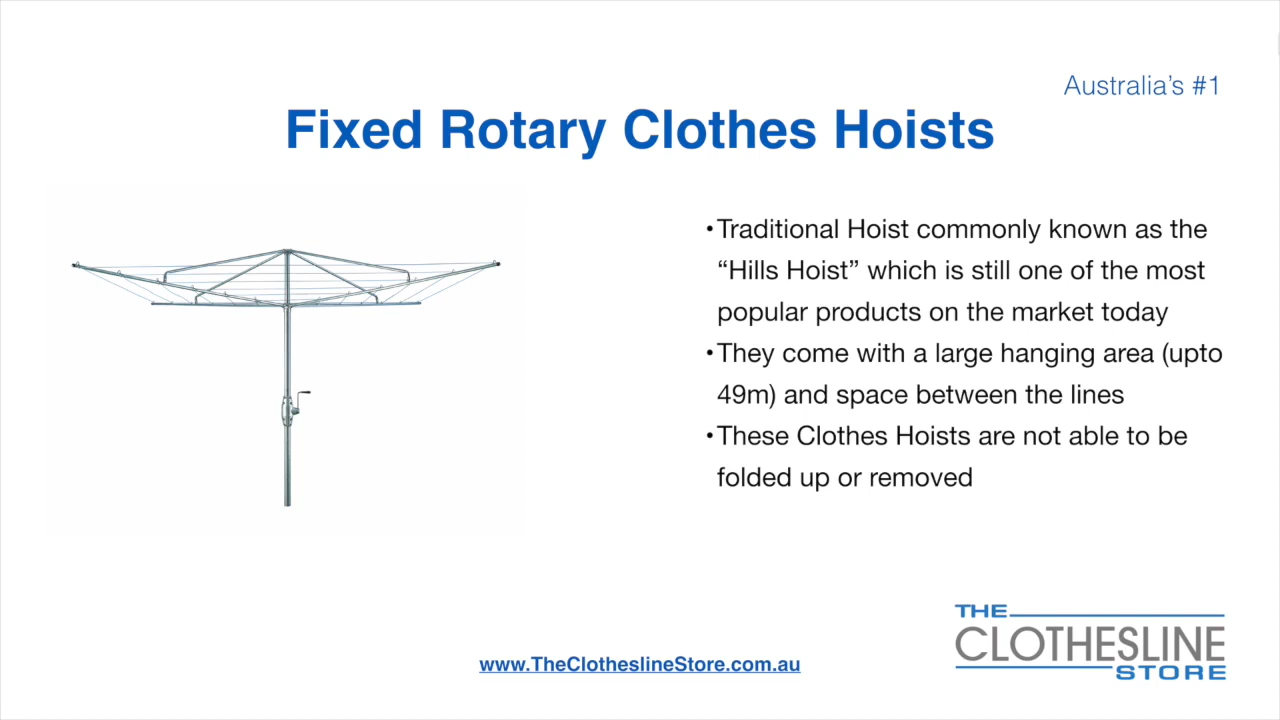 Australia's #1
Fixed Rotary Clothes Hoists
•Traditional Hoist commonly known as the
“Hills Hoist” which is still one of the most
popular products on the market today
•They come with a large hanging area (upto
49m) and space between the lines
•These Clothes Hoists are not able to be
folded up or removed
www.TheClotheslineStore.com.au
THE
CLOTHESLINE
STORE